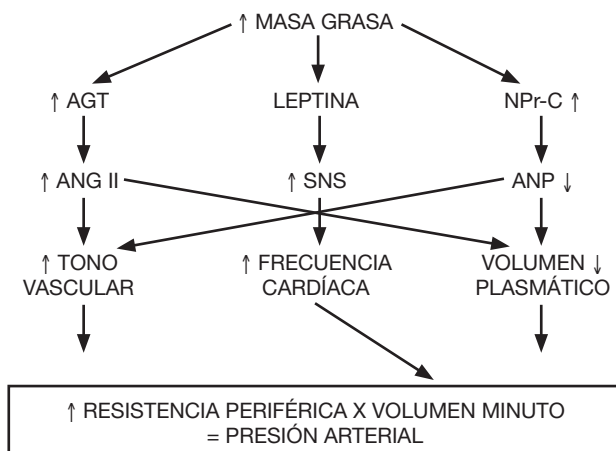 ↑ MASA GRASA
↑ AGT
LEPTINA
NPr-C ↑
↑ ANG II
↑ SNS
ANP ↓
↑ TONO
VASCULAR
↑ FRECUENCIA
CARDÍACA
VOLUMEN ↓
PLASMÁTICO
↑ RESISTENCIA PERIFÉRICA X VOLUMEN MINUTO
= PRESIÓN ARTERIAL